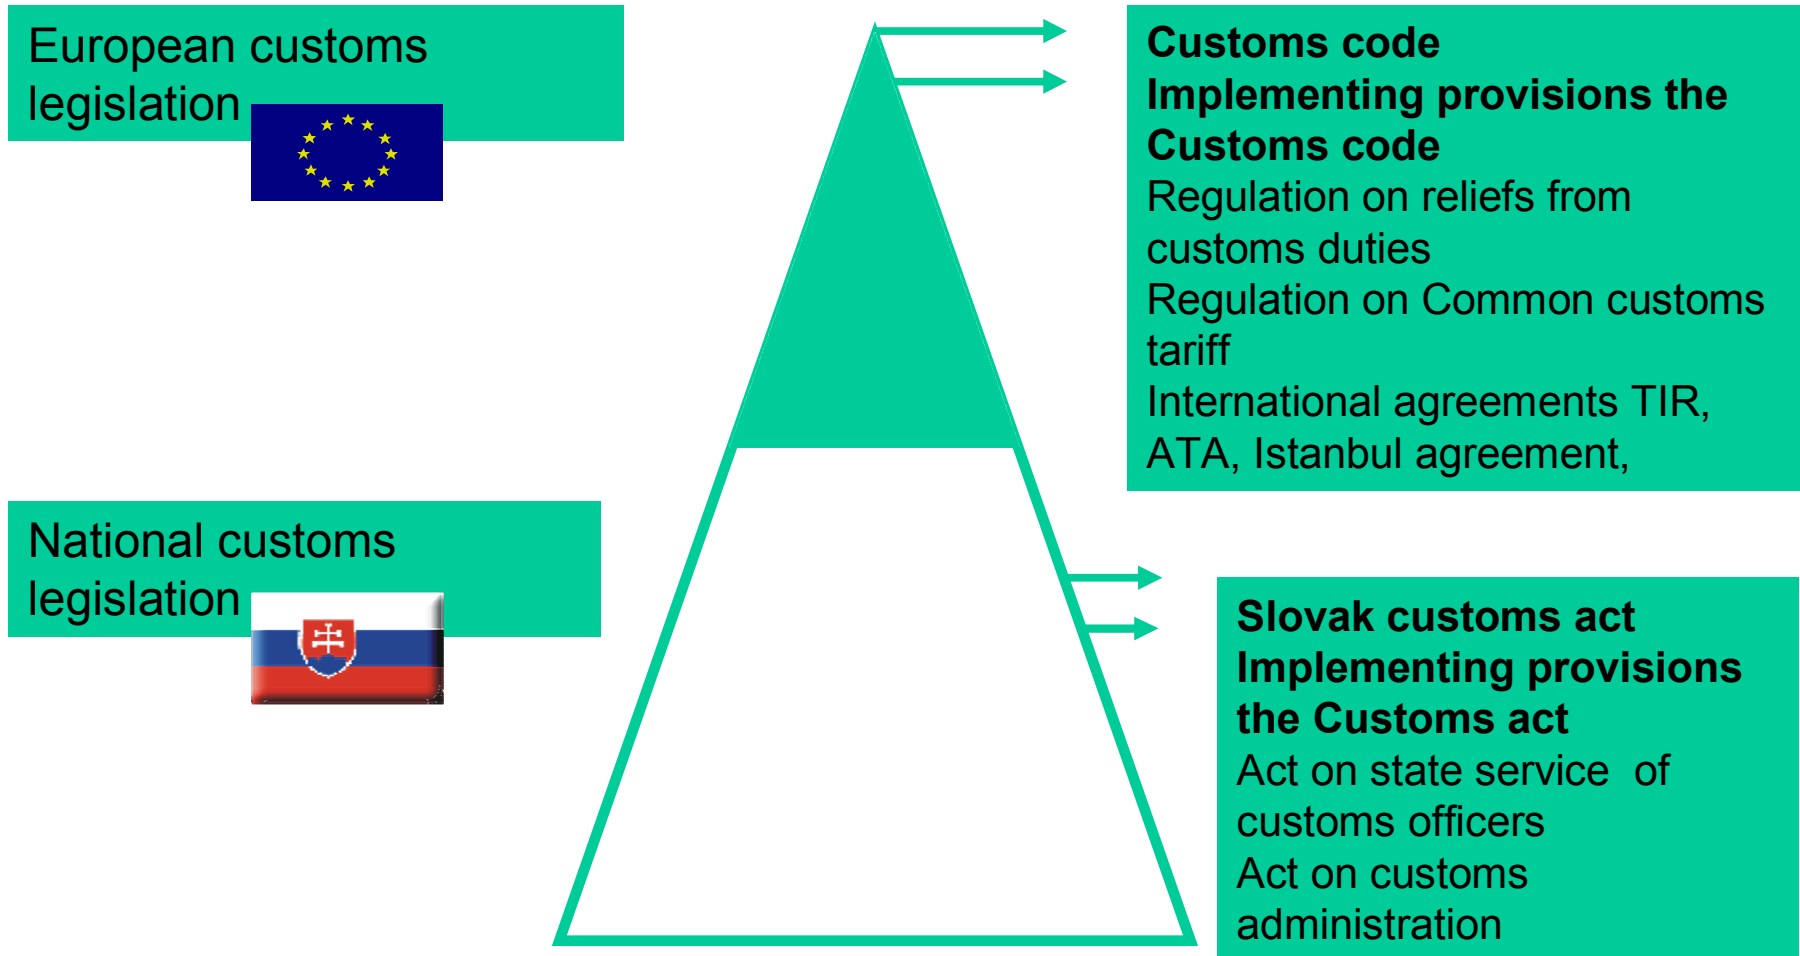 European customs
legislation
Customs code
Implementing provisions the
Customs code
Regulation on reliefs from
customs duties
Regulation on Common customs
tariff
International agreements TIR,
ATA, Istanbul agreement,
National customs
legislation
Slovak customs act
Implementing provisions
the Customs act
Act on state service  of
customs officers
Act on customs
administration